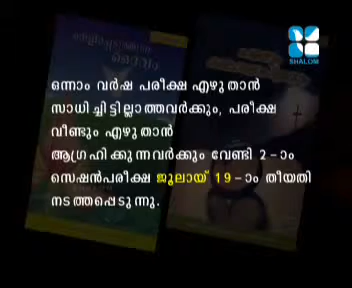 SHALOM
ഒന്നാം വർഷ പരീക്ഷ എഴുതാൻ
സാധിച്ചിട്ടില്ലാത്തവർക്കും, പരീക്ഷ
വീണ്ടും എഴുതാൻ
ആഗ്രഹിക്കുന്നവർക്കും വേണ്ടി 2-ാം
സെഷൻപരീക്ഷ ജൂലായ് 19-ാം തീയതി
നടത്തപ്പെടുന്നു.